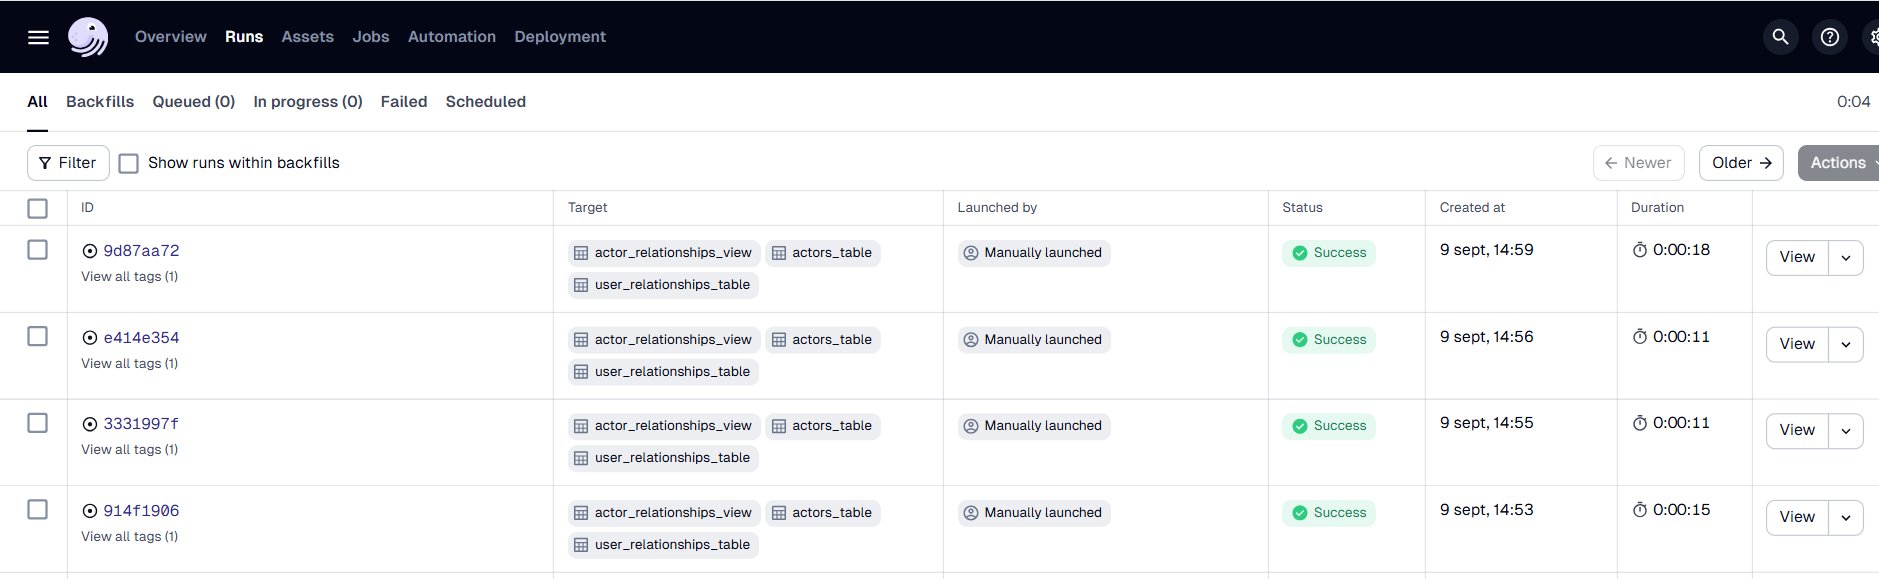 Overview Runs Assets Jobs Automation Deployment
All Backfills Queued (0) In progress (0) Failed Scheduled 0:04
Filter Show runs within backfills Newer Older Actions
ID Target Launched by Status Created at Duration
9d87aa72 actor_relationships_view actors_table Manually launched Success 9 sept, 14:59 0:00:18 View
View all tags (1) user_relationships_table
e414e354 actor_relationships_view actors_table Manually launched Success 9 sept, 14:56 0:00:11 View
View all tags (1) user_relationships_table
3331997f actor_relationships_view actors_table Manually launched Success 9 sept, 14:55 0:00:11 View
View all tags (1) user_relationships_table
914f1906 actor_relationships_view actors_table Manually launched Success 9 sept, 14:53 0:00:15 View
View all tags (1) user_relationships_table